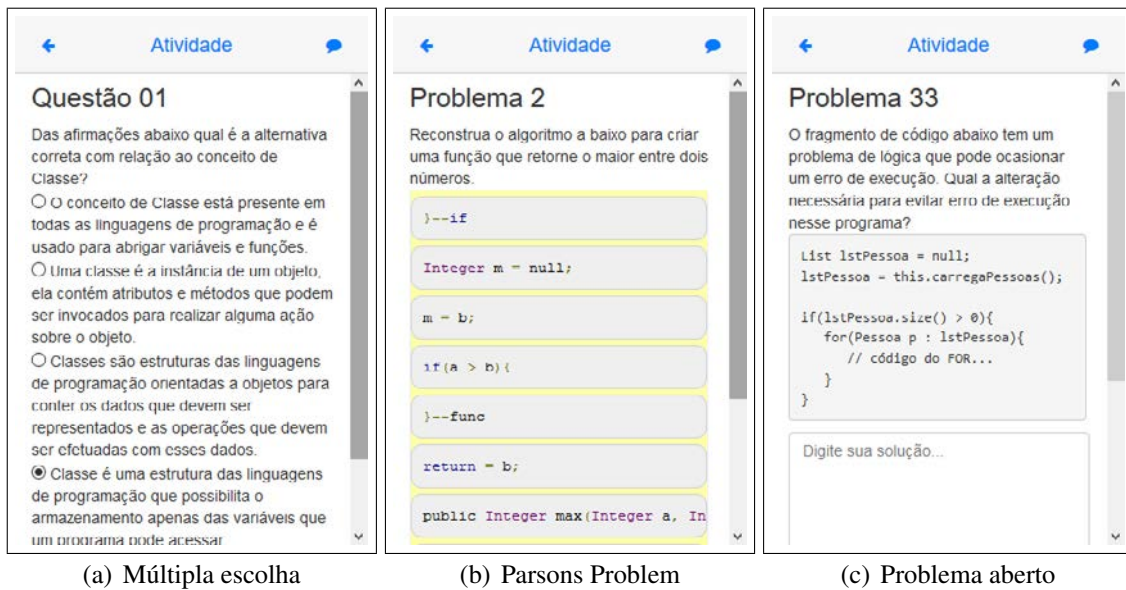 Atividade
Questão 01
Das afirmações abaixo qual é a alternativa
correta com relação ao conceito de
Classe?
O conceito de Classe está presente em
todas as linguagens de programação e é
usado para abrigar variáveis e funções.
Uma classe é a instância de um objeto,
ela contém atributos e métodos que podem
ser invocados para realizar alguma ação
sobre o objeto.
Classes são estruturas das linguagens
de programação orientadas a objetos para
conter os dados que devem ser
representados e as operações que devem
ser efetuadas com esses dados.
Classe é uma estrutura das linguagens
de programação que possibilita o
armazenamento apenas das variáveis que
um programa pode acessar
(a) Múltipla escolha
Atividade
Problema 2
Reconstrua o algoritmo a baixo para criar
uma função que retorne o maior entre dois
números.
}--if
Integer m = null;
m = b;
if(a > b){
}--func
return = b;
public Integer max(Integer a, In
(b) Parsons Problem
Atividade
Problema 33
O fragmento de código abaixo tem um
problema de lógica que pode ocasionar
um erro de execução. Qual a alteração
necessária para evitar erro de execução
nesse programa?
List lstPessoa = null;
lstPessoa = this.carregaPessoas();
if(lstPessoa.size() > 0){
for(Pessoa p : lstPessoa){
// código do FOR...
}
}
Digite sua solução...
(c) Problema aberto